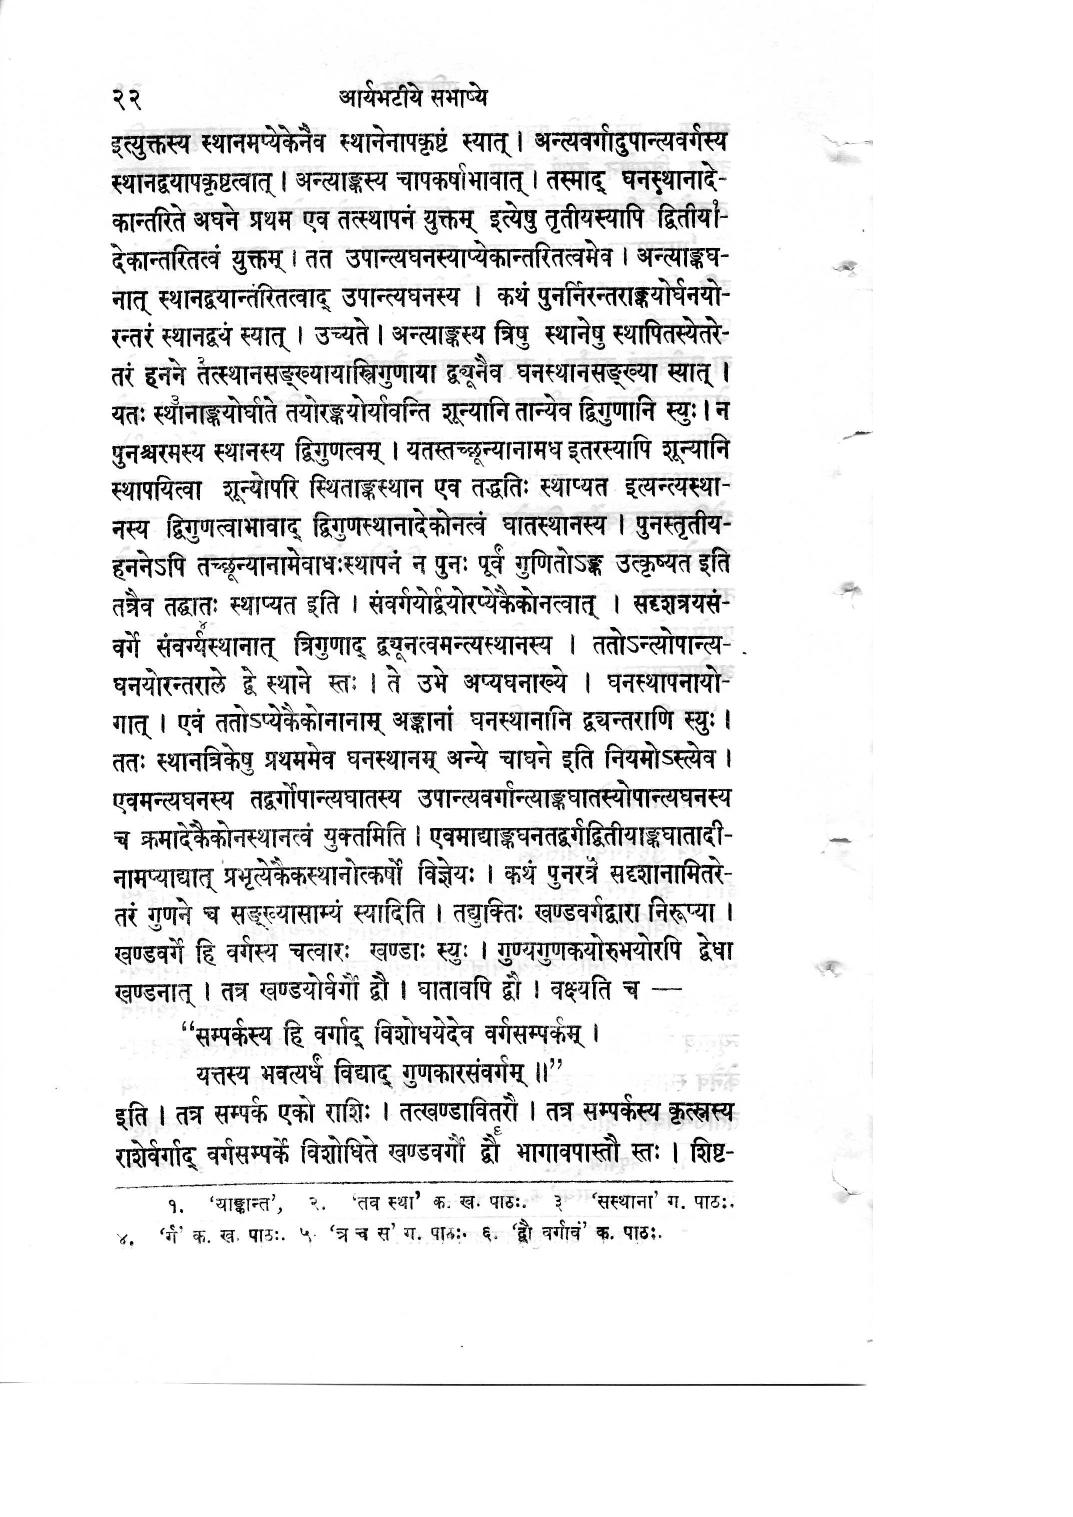 २२ आर्यभटीये सभाष्ये
इत्युक्तस्य स्थानमप्येकेनैव स्थानेनापकृष्टं स्यात् । अन्त्यवर्गादुपान्त्यवर्गस्य
स्थानद्वयापकृष्टत्वात् । अन्त्याङ्कस्य चापकर्षाभावात् । तस्माद् घनस्थानादे-
कान्तरिते अघने प्रथम एव तत्स्थापनं युक्तम् इत्येषु तृतीयस्यापि द्वितीया१-
देकान्तरितत्वं युक्तम् । तत उपान्त्यघनस्याप्येकान्तरितत्वमेव । अन्त्याङ्कघ-
नात् स्थानद्वयान्तरितत्वाद् उपान्त्यघनस्य । कथं पुनर्निरन्तराङ्कयोर्घनयो-
रन्तरं स्थानद्वयं स्यात् । उच्यते । अन्त्याङ्कस्य त्रिषु स्थानेषु स्थापितस्येतरे-
तरं हनने २तत्स्थानसङ्ख्यायास्त्रिगुणाया द्व्यूनैव घनस्थानसङ्ख्या स्यात् ।
यतः स्था३नाङ्कयोर्घाते तयोरङ्कयोर्यावन्ति शून्यानि तान्येव द्विगुणानि स्युः । न
पुनश्चरमस्य स्थानस्य द्विगुणत्वम् । यतस्तच्छून्यानामध इतरस्यापि शून्यानि
स्थापयित्वा शून्योपरि स्थिताङ्कस्थान एव तद्धतिः स्थाप्यत इत्यन्त्यस्था-
नस्य द्विगुणत्वाभावाद् द्विगुणस्थानादेकोनत्वं घातस्थानस्य । पुनस्तृतीय-
हननेऽपि तच्छून्यानामेवाधःस्थापनं न पुनः पूर्वं गुणितोऽङ्क उत्कृष्यत इति
तत्रैव तद्घातः स्थाप्यत इति । संवर्गयोर्द्वयोरप्येकैकोनत्वात् । सदृशत्रयसं-
वर्गे संवर्ग्य४स्थानात् त्रिगुणाद् द्व्यूनत्वमन्त्यस्थानस्य । ततोऽन्त्योपान्त्य-
घनयोरन्तराले द्वे स्थाने स्तः । ते उभे अप्यघनाख्ये । घनस्थापनायो-
गात् । एवं ततोऽप्येकैकोनानाम् अङ्कानां घनस्थानानि द्व्यन्तराणि स्युः ।
ततः स्थानत्रिकेषु प्रथममेव घनस्थानम् अन्ये चाघने इति नियमोऽस्त्येव ।
एवमन्त्यघनस्य तद्वर्गोपान्त्यघातस्य उपान्त्यवर्गान्त्याङ्कघातस्योपान्त्यघनस्य
च क्रमादेकैकोनस्थानत्वं युक्तमिति । एवमाद्याङ्कघनतद्वर्गद्वितीयाङ्कघातादी-
नामप्याद्यात् प्रभृत्येकैकस्थानोत्कर्षो विज्ञेयः । कथं पुनरत्र५ सदृशानामितरे-
तरं गुणने च सङ्ख्यासाम्यं स्यादिति । तद्युक्तिः खण्डवर्गद्वारा निरूप्या ।
खण्डवर्गे हि वर्गस्य चत्वारः खण्डाः स्युः । गुण्यगुणकयोरुभयोरपि द्वेधा
खण्डनात् । तत्र खण्डयोर्वर्गौ द्वौ । घातावपि द्वौ । वक्ष्यति च —
“सम्पर्कस्य हि वर्गाद् विशोधयेदेव वर्गसम्पर्कम् ।
यत्तस्य भवत्यर्धं विद्याद् गुणकारसंवर्गम् ॥”
इति । तत्र सम्पर्क एको राशिः । तत्खण्डावितरौ । तत्र सम्पर्कस्य कृत्स्नस्य
राशेर्वर्गाद् वर्गसम्पर्के विशोधिते खण्डवर्गौ द्वौ६ भागावपास्तौ स्तः । शिष्ट-
१. ‘याङ्कान्त’, २. ‘तव स्था’ क. ख. पाठः. ३ ‘सस्थाना’ ग. पाठः.
४. ‘र्ग’ क. ख. पाठः. ५. ‘त्र च स’ ग. पाठः. ६. ‘द्वौ वर्गावं’ क. पाठः.